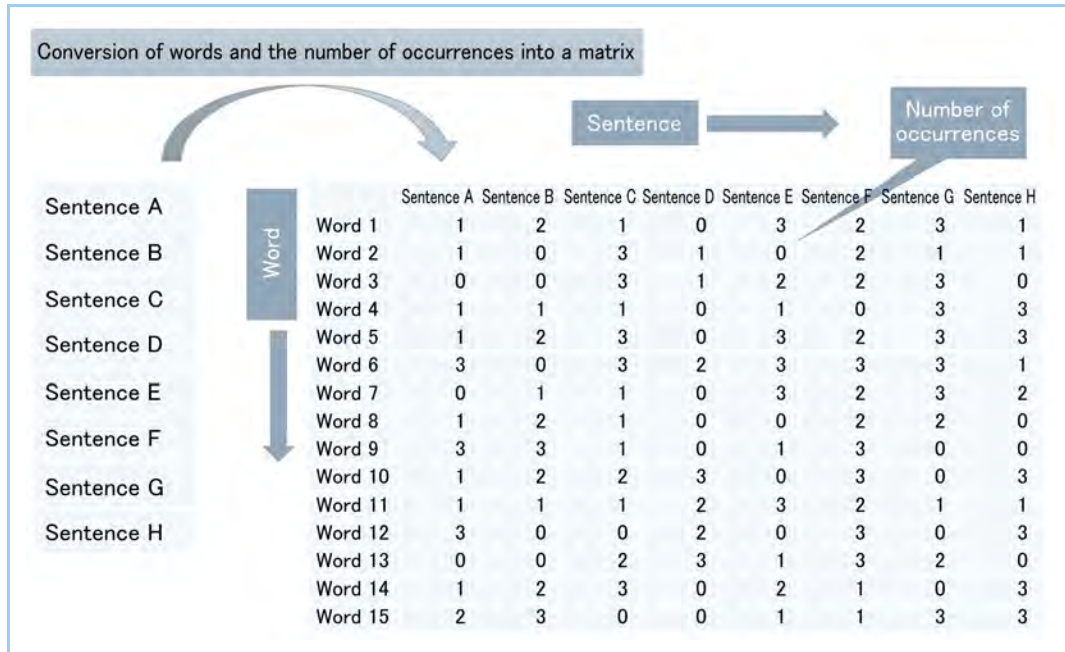 Conversion of words and the number of occurrences into a matrix
Sentence
Number of
occurrences
Sentence A
Sentence B
Sentence C
Sentence D
Sentence E
Sentence F
Sentence G
Sentence H
Word
Sentence A Sentence B Sentence C Sentence D Sentence E Sentence F Sentence G Sentence H
Word 1 1 2 1 0 3 2 3 1
Word 2 1 0 3 1 0 2 1 1
Word 3 0 0 3 1 2 2 3 0
Word 4 1 1 1 0 1 0 3 3
Word 5 1 2 3 0 3 2 3 3
Word 6 3 0 3 2 3 3 3 1
Word 7 0 1 1 0 3 2 3 2
Word 8 1 2 1 0 0 2 2 0
Word 9 3 3 1 0 1 3 0 0
Word 10 1 2 2 3 0 3 0 3
Word 11 1 1 1 2 3 2 1 1
Word 12 3 0 0 2 0 3 0 3
Word 13 0 0 2 3 1 3 2 0
Word 14 1 2 3 0 2 1 0 3
Word 15 2 3 0 0 1 1 3 3